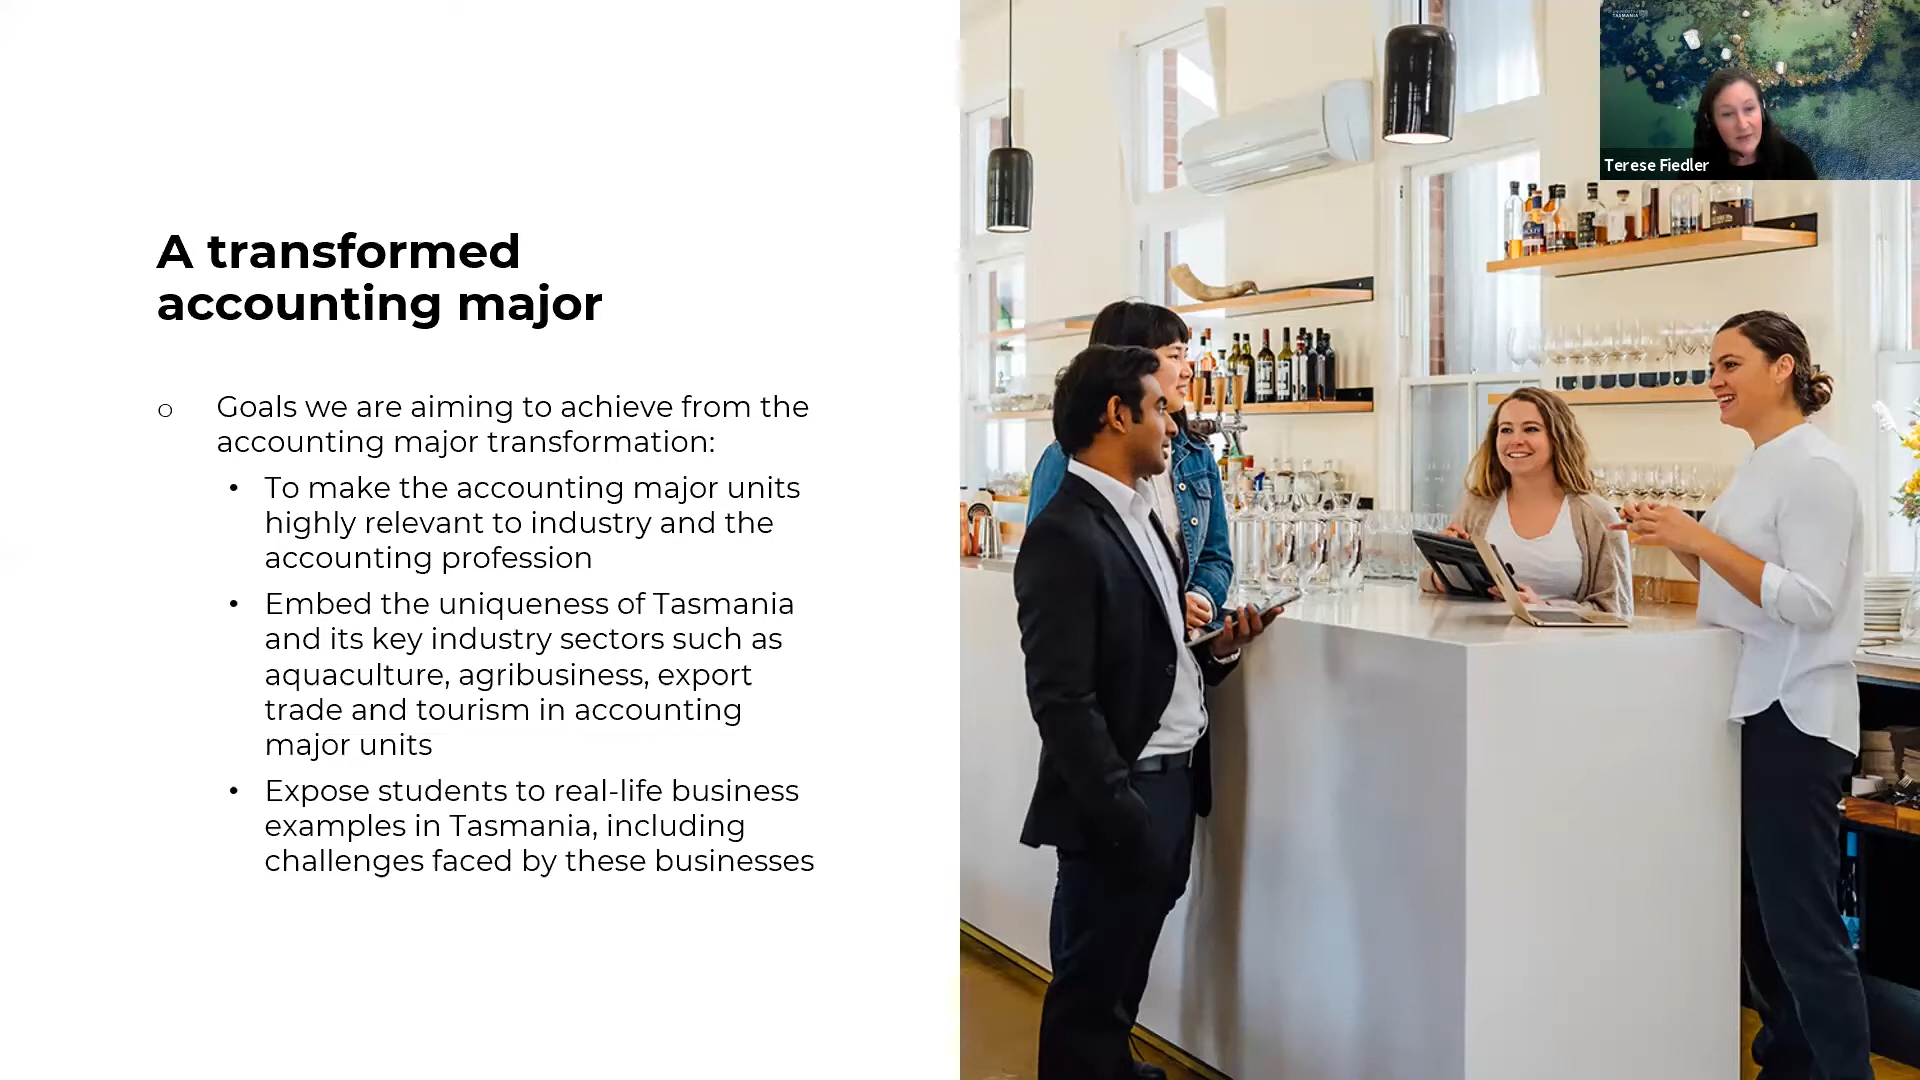 UNIVERSITY of
TASMANIA
Terese Fiedler
A transformed
accounting major
o Goals we are aiming to achieve from the
accounting major transformation:
• To make the accounting major units
highly relevant to industry and the
accounting profession
• Embed the uniqueness of Tasmania
and its key industry sectors such as
aquaculture, agribusiness, export
trade and tourism in accounting
major units
• Expose students to real-life business
examples in Tasmania, including
challenges faced by these businesses